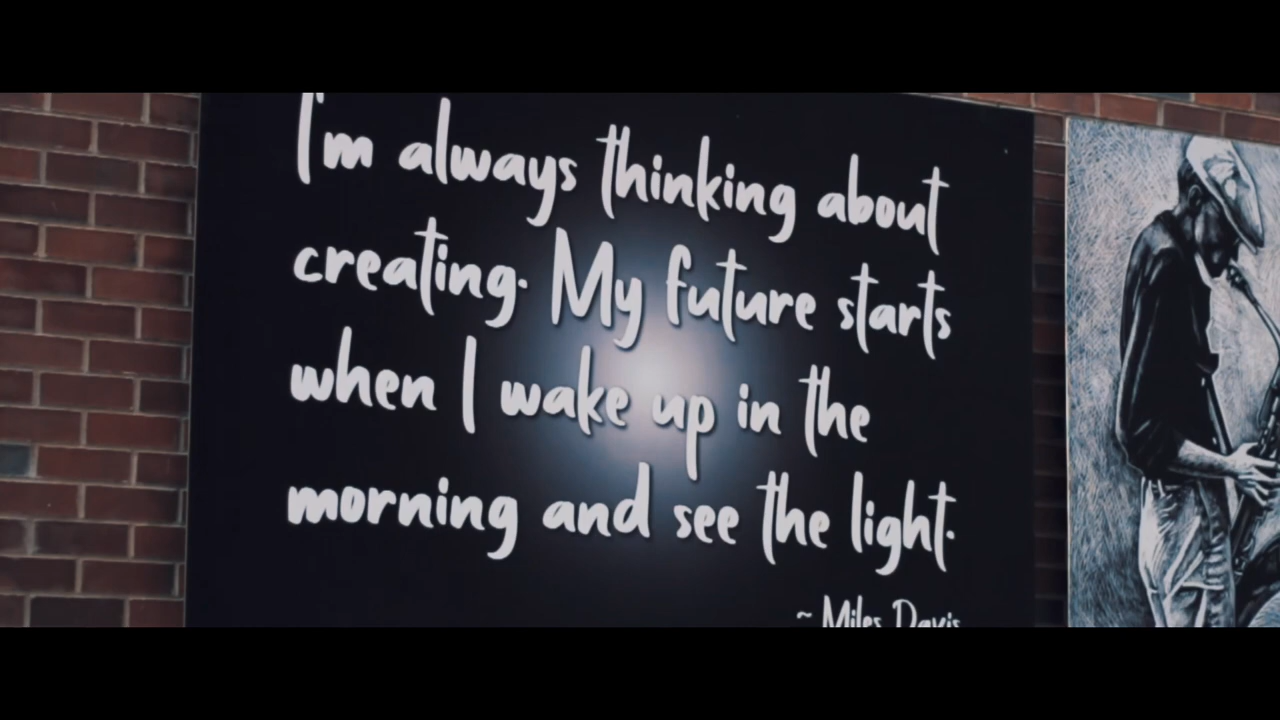 I'm always thinking about
creating. My future starts
when I wake up in the
morning and see the light.
~ Miles Davis